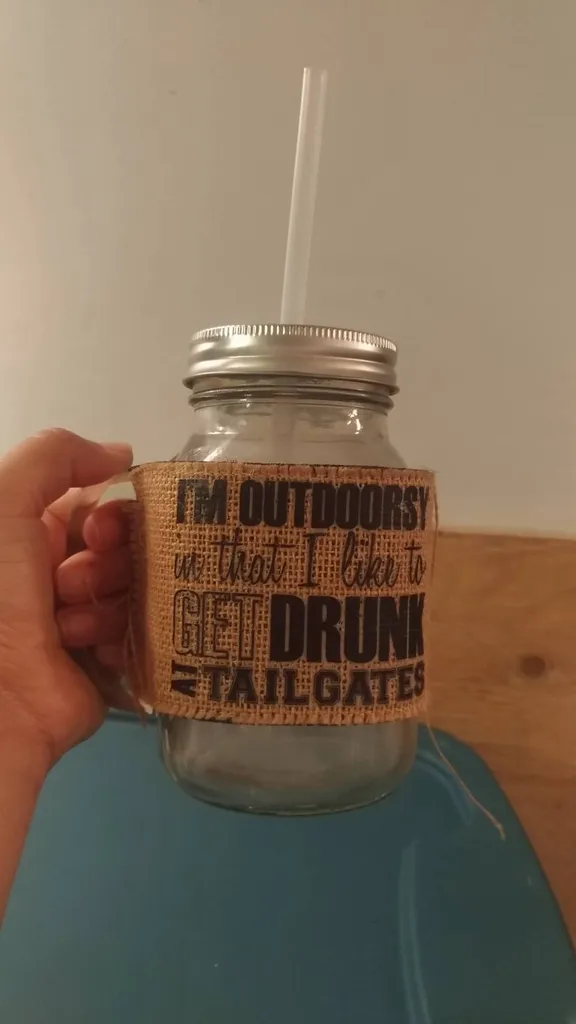 I'M OUTDOORSY
in that I like to
GET DRUNK
AT TAILGATES